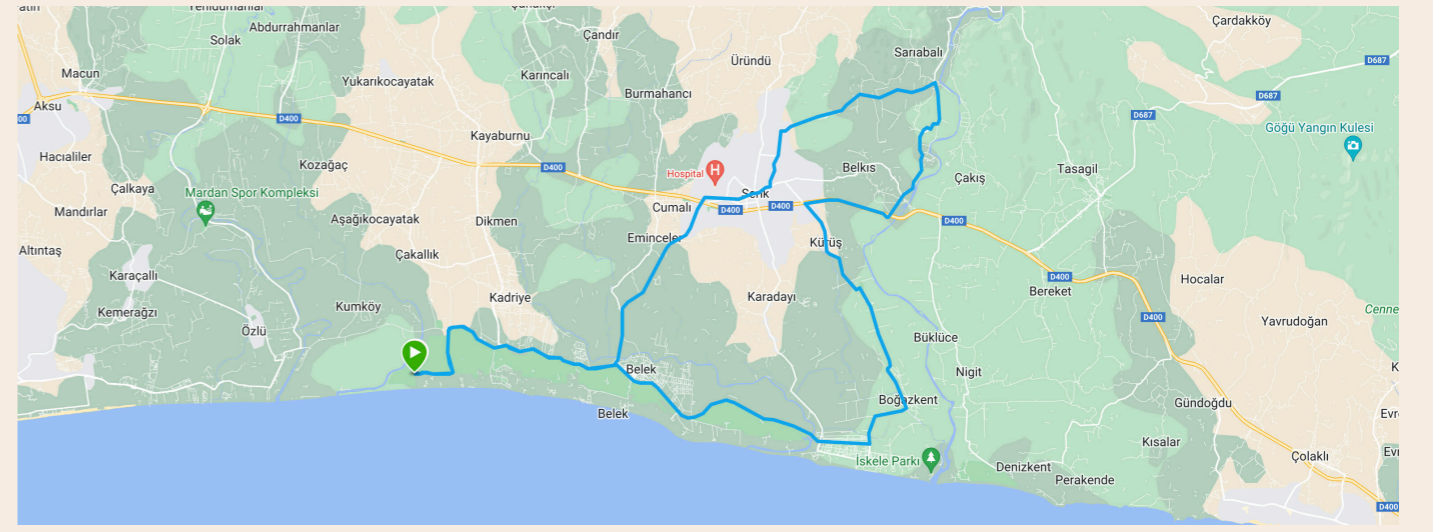 Yenidumanlar
Abdurrahmanlar
Solak
Macun
Aksu
Yukarıkocayatak
D400
Hacıaliler
Kozağaç
Çalkaya
Mardan Spor Kompleksi
Mandırlar
Aşağıkocayatak
Altıntaş
Çakallık
Karaçallı
Kemerağzı
Kumköy
Özlü
Çandır
Karıncalı
Burmahancı
Kayaburnu
D400
Hospital
H
Dikmen
Cumalı
Eminceler
Kadriye
Belek
Belek
Üründü
Sarıabalı
Belkıs
Serik
D400
D400
Kürüş
Karadayı
Boğazkent
İskele Parkı
Çardakköy
D687
D687
D687
Göğü Yangın Kulesi
Tasagil
Çakış
D400
D400
Bereket
Hocalar
D400
Yavrudoğan
Büklüce
Nigit
Gündoğdu
Kısalar
Denizkent
Perakende
Çolaklı
D400